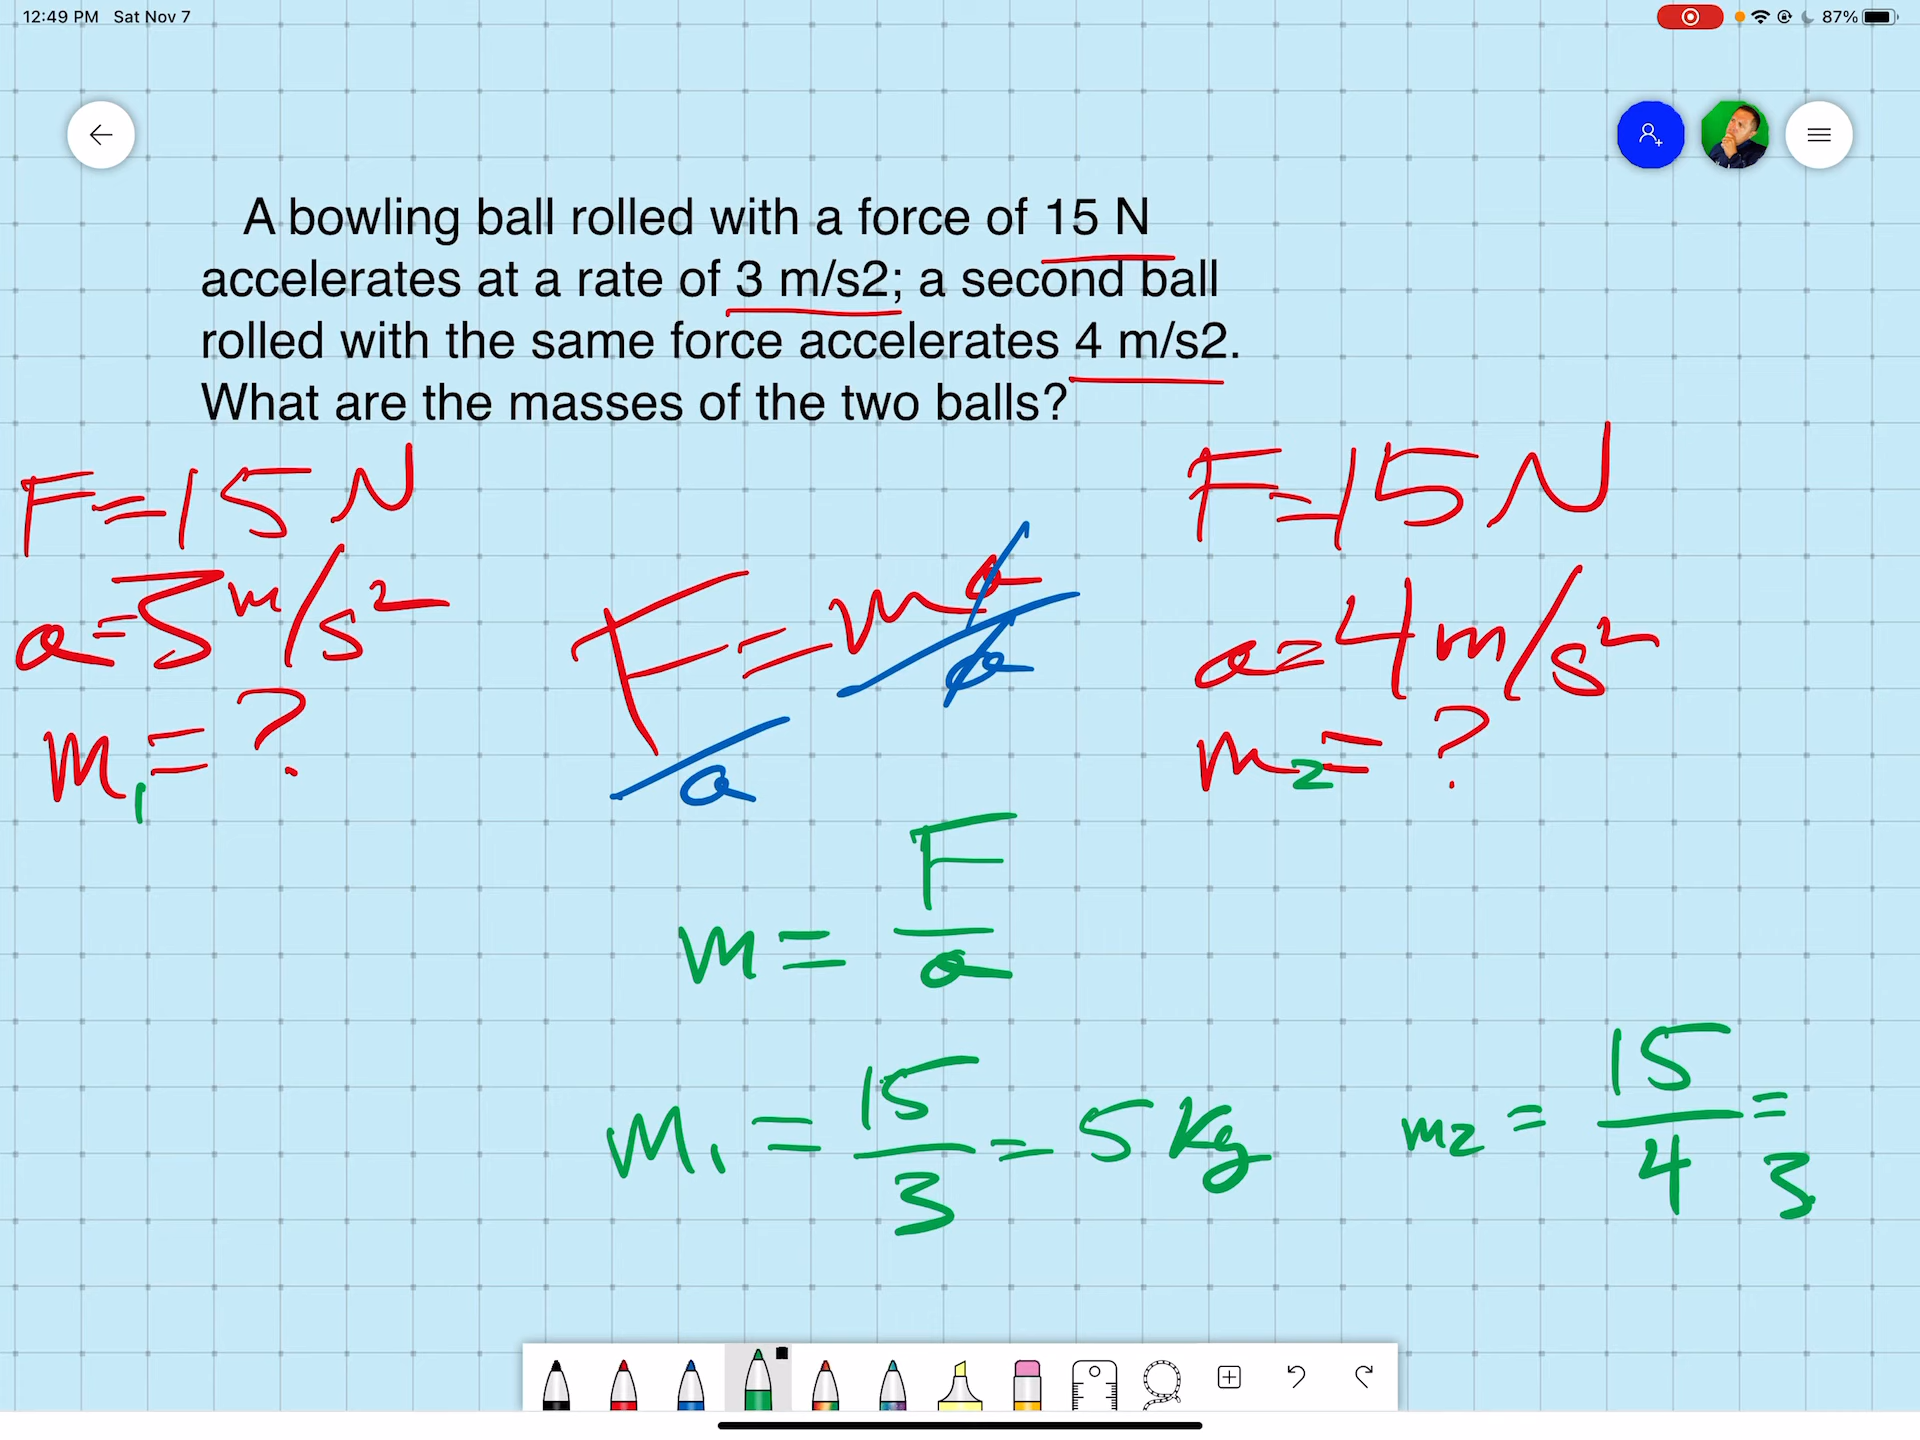 12:49 PM Sat Nov 7
87%
A bowling ball rolled with a force of 15 N
accelerates at a rate of 3 m/s2; a second ball
rolled with the same force accelerates 4 m/s2.
What are the masses of the two balls?
F=15 N
a=3 m/s²
m₁=?
F=ma
a
a
F=15 N
a=4 m/s²
m₂=?
m = F/a
m₁ = 15/3 = 5 Kg
m₂ = 15/4 = 3